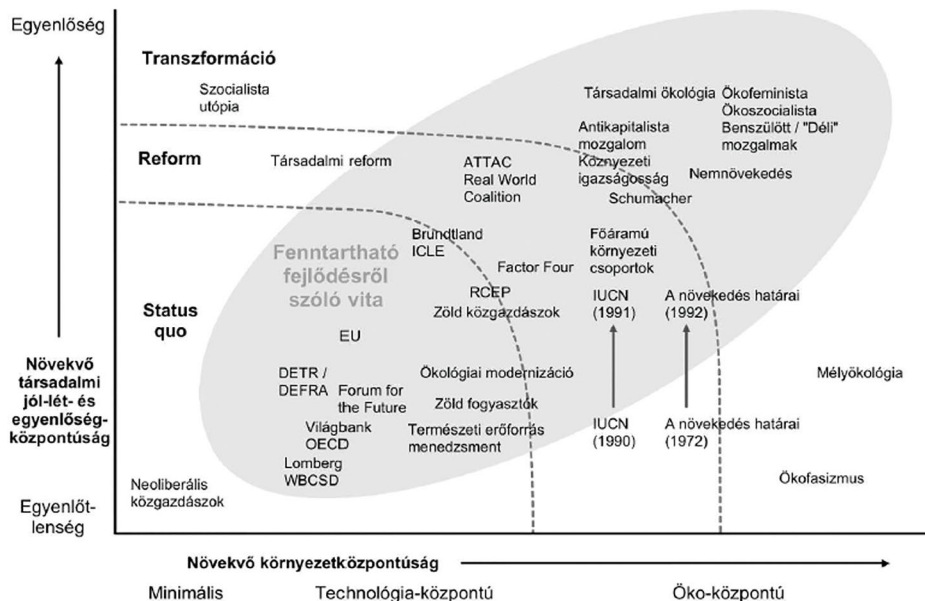 Egyenlőség
Transzformáció
Szocialista
utópia
Társadalmi ökológia
Ökofeminista
Ökoszocialista
Benszülött / "Déli"
mozgalmak
Antikapitalista
mozgalom
Környezeti
igazságosság
Reform
Társadalmi reform
ATTAC
Real World
Coalition
Nemnövekedés
Schumacher
Brundtland
ICLE
Főáramú
környezeti
csoportok
Fenntartható
fejlődésről
szóló vita
Factor Four
RCEP
Zöld közgazdászok
IUCN
(1991)
A növekedés határai
(1992)
Status
quo
EU
Növekvő
társadalmi
jól-lét- és
egyenlőség-
központúság
DETR /
DEFRA
Forum for
the Future
Ökológiai modernizáció
Mélyökológia
Zöld fogyasztók
Világbank
OECD
Természeti erőforrás
menedzsment
IUCN
(1990)
A növekedés határai
(1972)
Lomberg
WBCSD
Neoliberális
közgazdászok
Ökofasizmus
Egyenlőt-
lenség
Növekvő környezetközpontúság
Minimális
Technológia-központú
Öko-központú